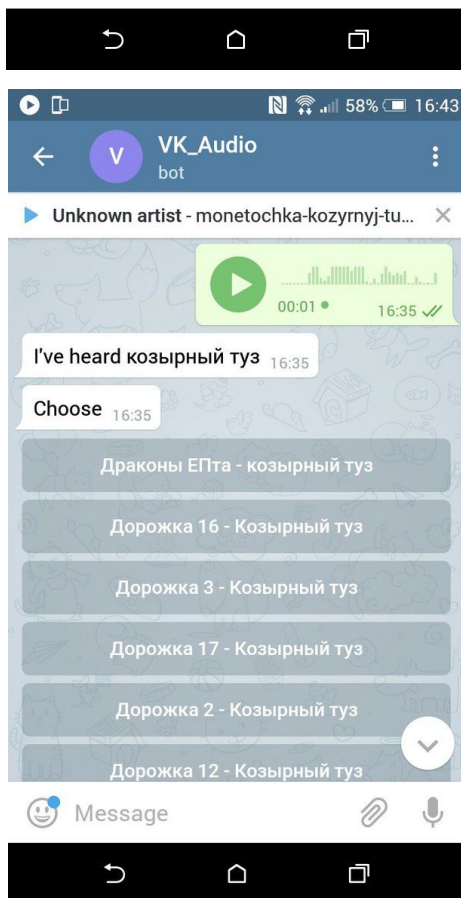 58% 16:43
V
VK_Audio
bot
Unknown artist - monetochka-kozyrnyj-tu...
00:01 16:35
I've heard козырный туз 16:35
Choose 16:35
Драконы ЕПта - козырный туз
Дорожка 16 - Козырный туз
Дорожка 3 - Козырный туз
Дорожка 17 - Козырный туз
Дорожка 2 - Козырный туз
Дорожка 12 - Козырный туз
Message